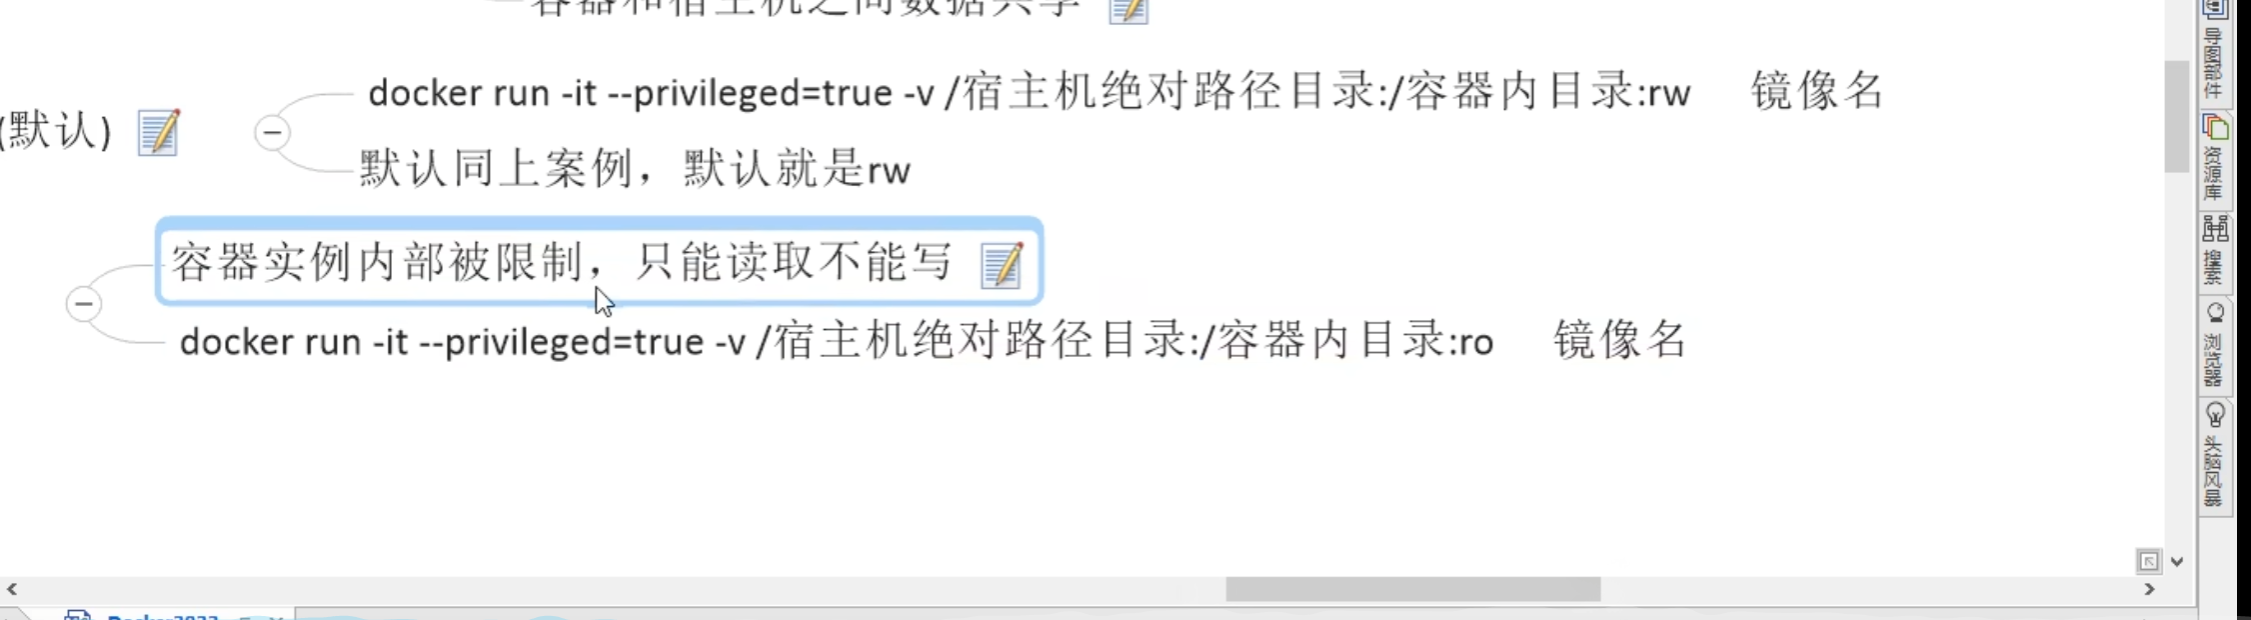 容器和宿主机之间数据共享
docker run -it --privileged=true -v /宿主机绝对路径目录:/容器内目录:rw 镜像名
(默认)
默认同上案例，默认就是rw
容器实例内部被限制，只能读取不能写
docker run -it --privileged=true -v /宿主机绝对路径目录:/容器内目录:ro 镜像名
导图部件
资源库
搜索
浏览器
头脑风暴